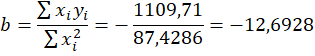 b = ∑ xᵢyᵢ / ∑ xᵢ² = − 1109,71 / 87,4286 = −12,6928